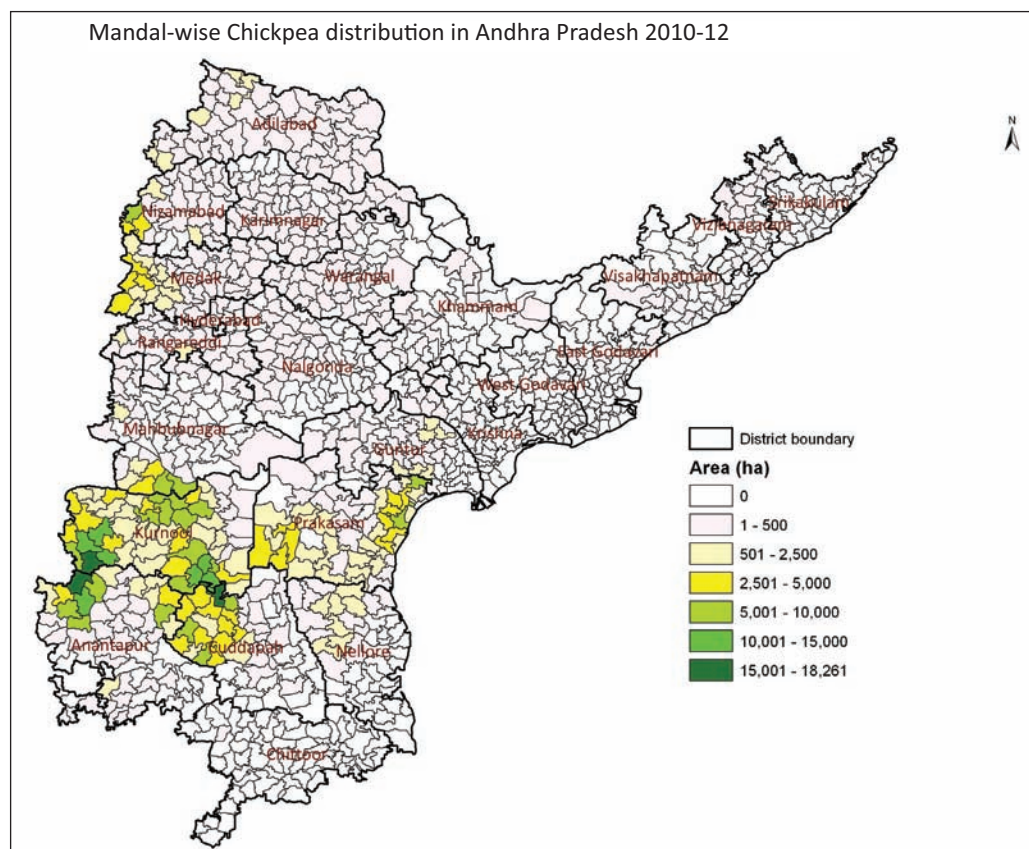 Mandal-wise Chickpea distribution in Andhra Pradesh 2010-12
N
Adilabad
Srikakulam
Nizamabad
Karimnagar
Vizianagaram
Medak
Warangal
Visakhapatnam
Khammam
Hyderabad
Rangareddi
East Godavari
Nalgonda
West Godavari
Mahbubnagar
Guntur
Krishna
District boundary
Area (ha)
0
1 - 500
Prakasam
Kurnool
501 - 2,500
2,501 - 5,000
5,001 - 10,000
10,001 - 15,000
Anantapur
Cuddapah
Nellore
15,001 - 18,261
Chittoor